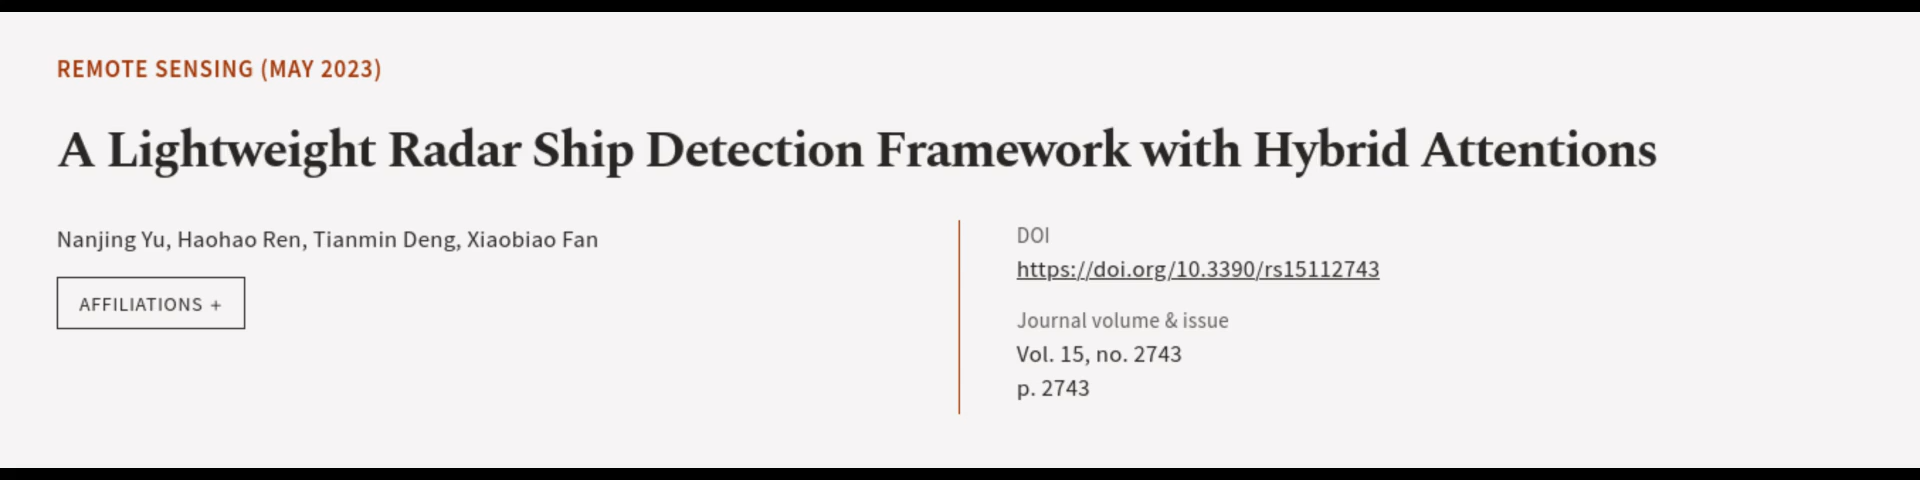 REMOTE SENSING (MAY 2023)
A Lightweight Radar Ship Detection Framework with Hybrid Attentions
Nanjing Yu, Haohao Ren, Tianmin Deng, Xiaobiao Fan
AFFILIATIONS +
DOI
https://doi.org/10.3390/rs15112743
Journal volume & issue
Vol. 15, no. 2743
p. 2743